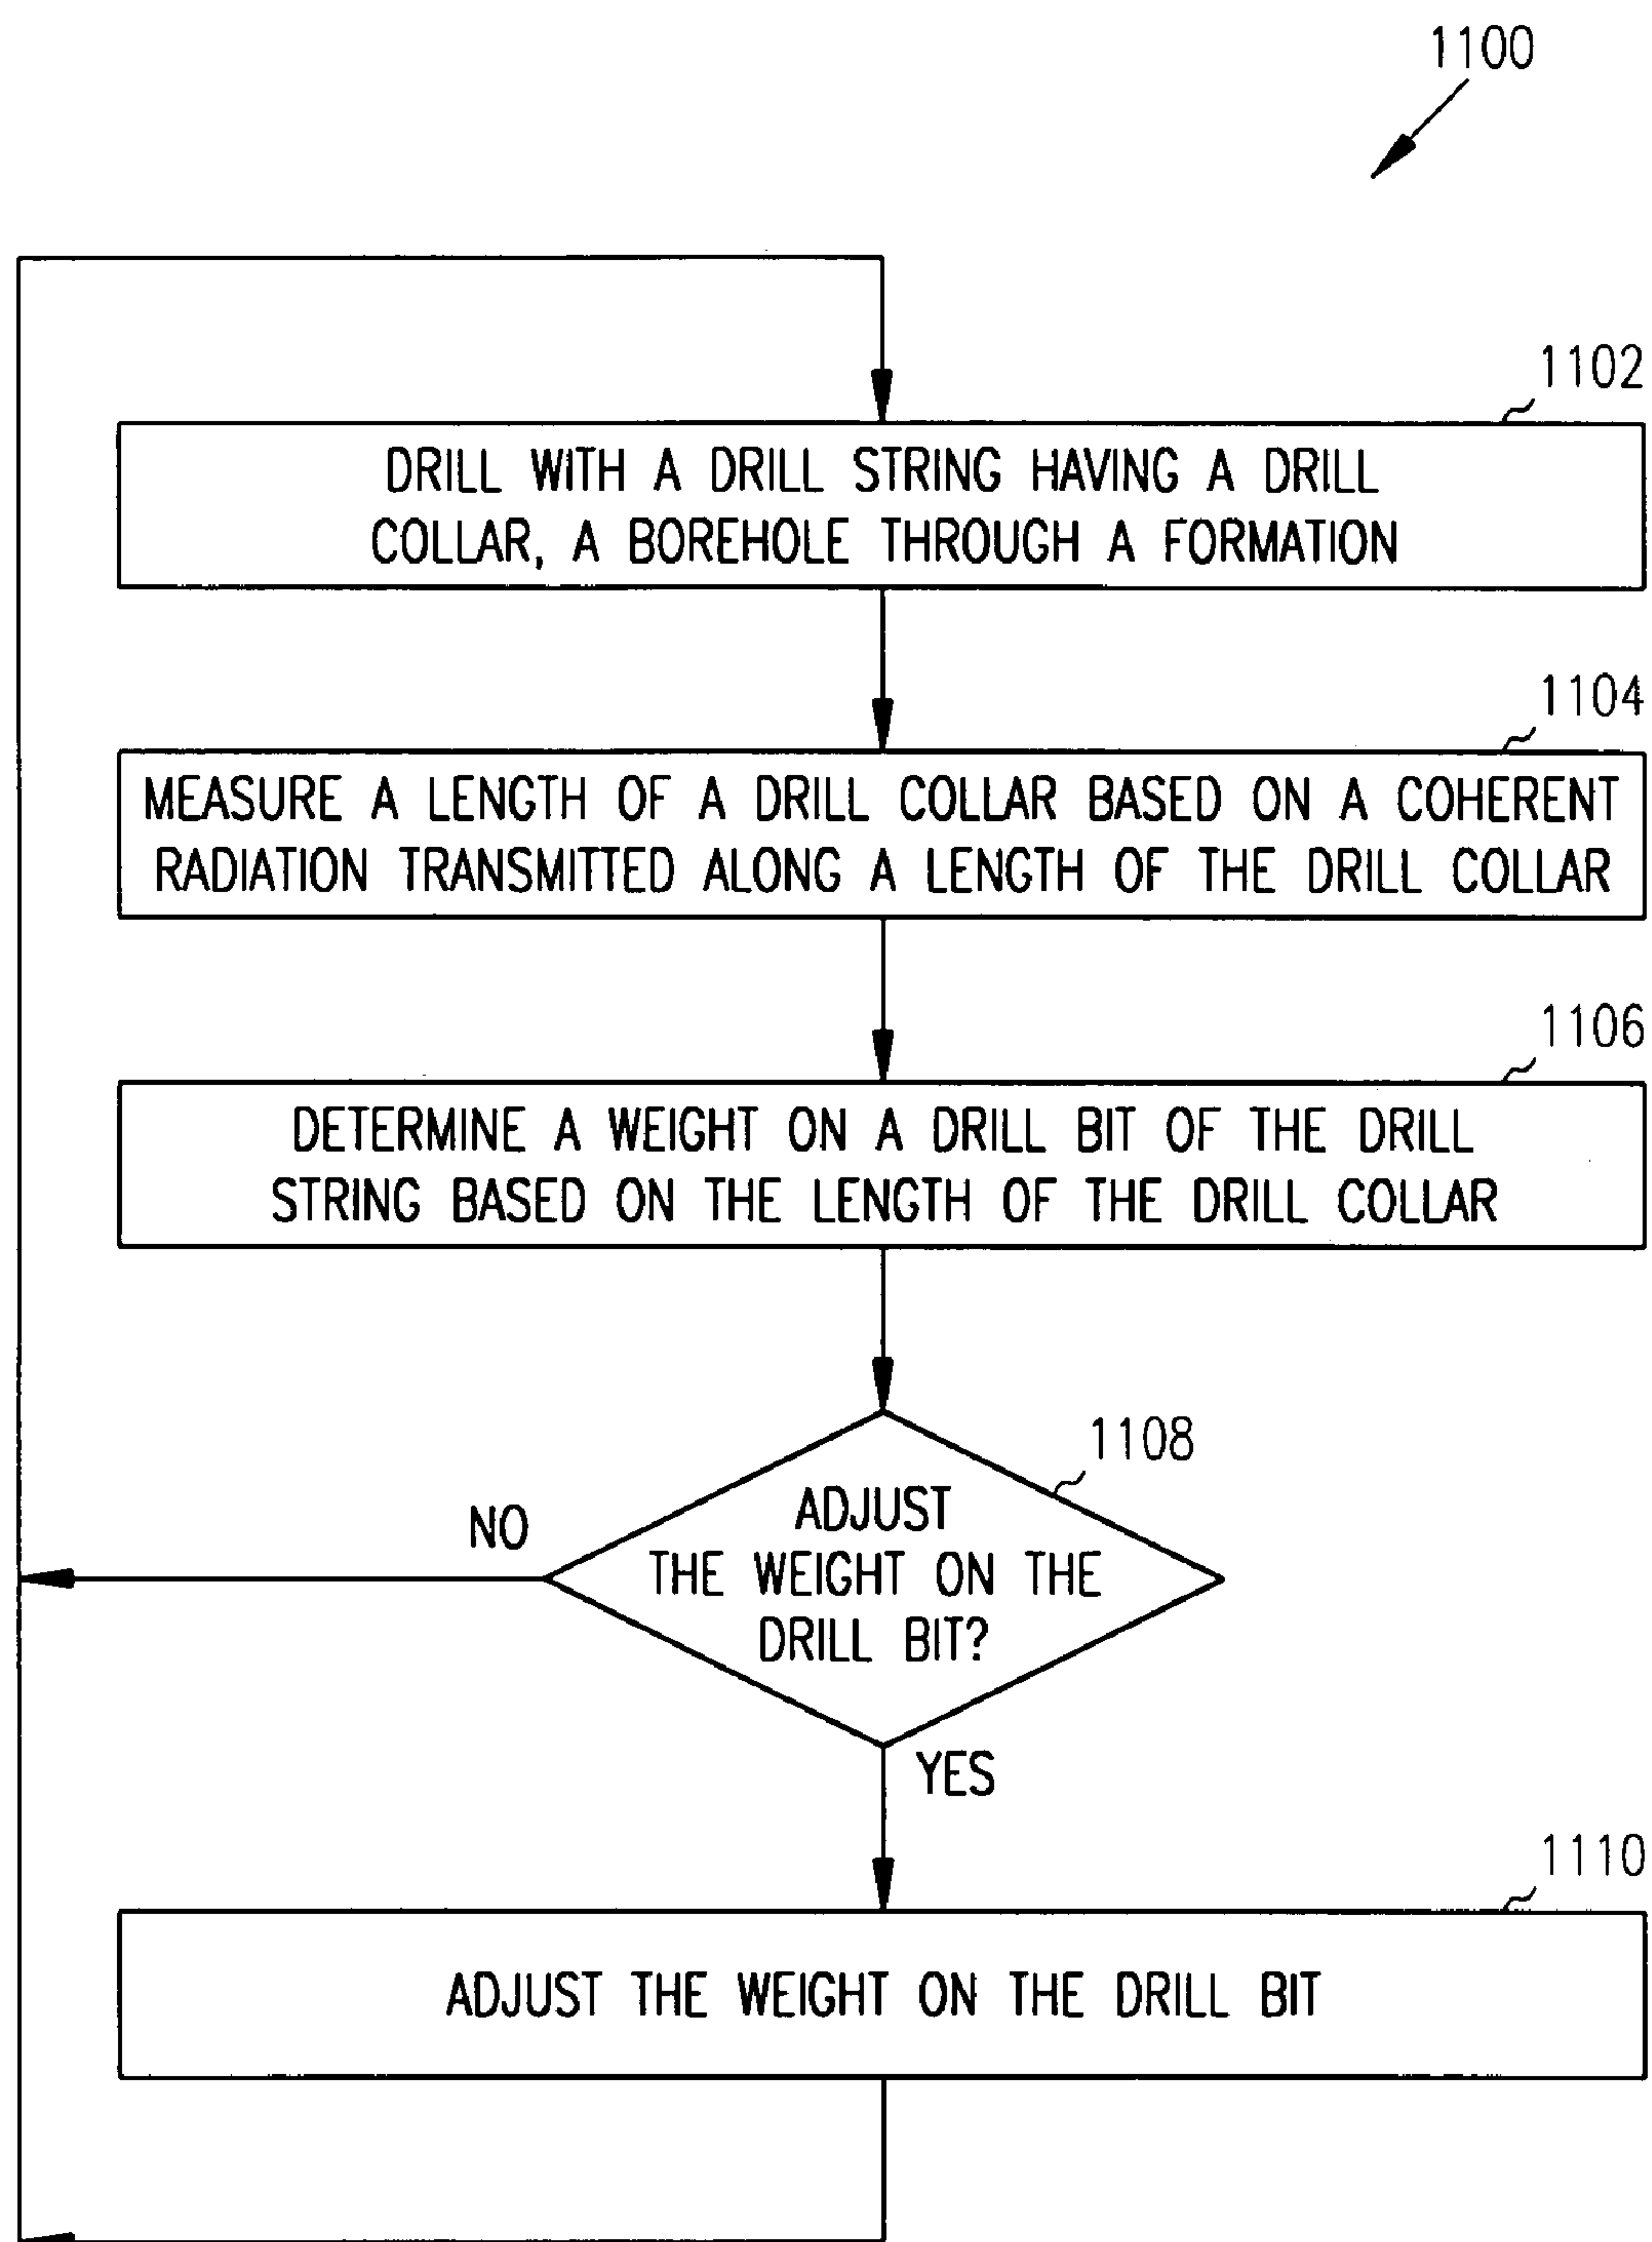 1100
1102
DRILL WITH A DRILL STRING HAVING A DRILL
COLLAR, A BOREHOLE THROUGH A FORMATION
1104
MEASURE A LENGTH OF A DRILL COLLAR BASED ON A COHERENT
RADIATION TRANSMITTED ALONG A LENGTH OF THE DRILL COLLAR
1106
DETERMINE A WEIGHT ON A DRILL BIT OF THE DRILL
STRING BASED ON THE LENGTH OF THE DRILL COLLAR
1108
ADJUST
THE WEIGHT ON THE
DRILL BIT?
NO
YES
1110
ADJUST THE WEIGHT ON THE DRILL BIT